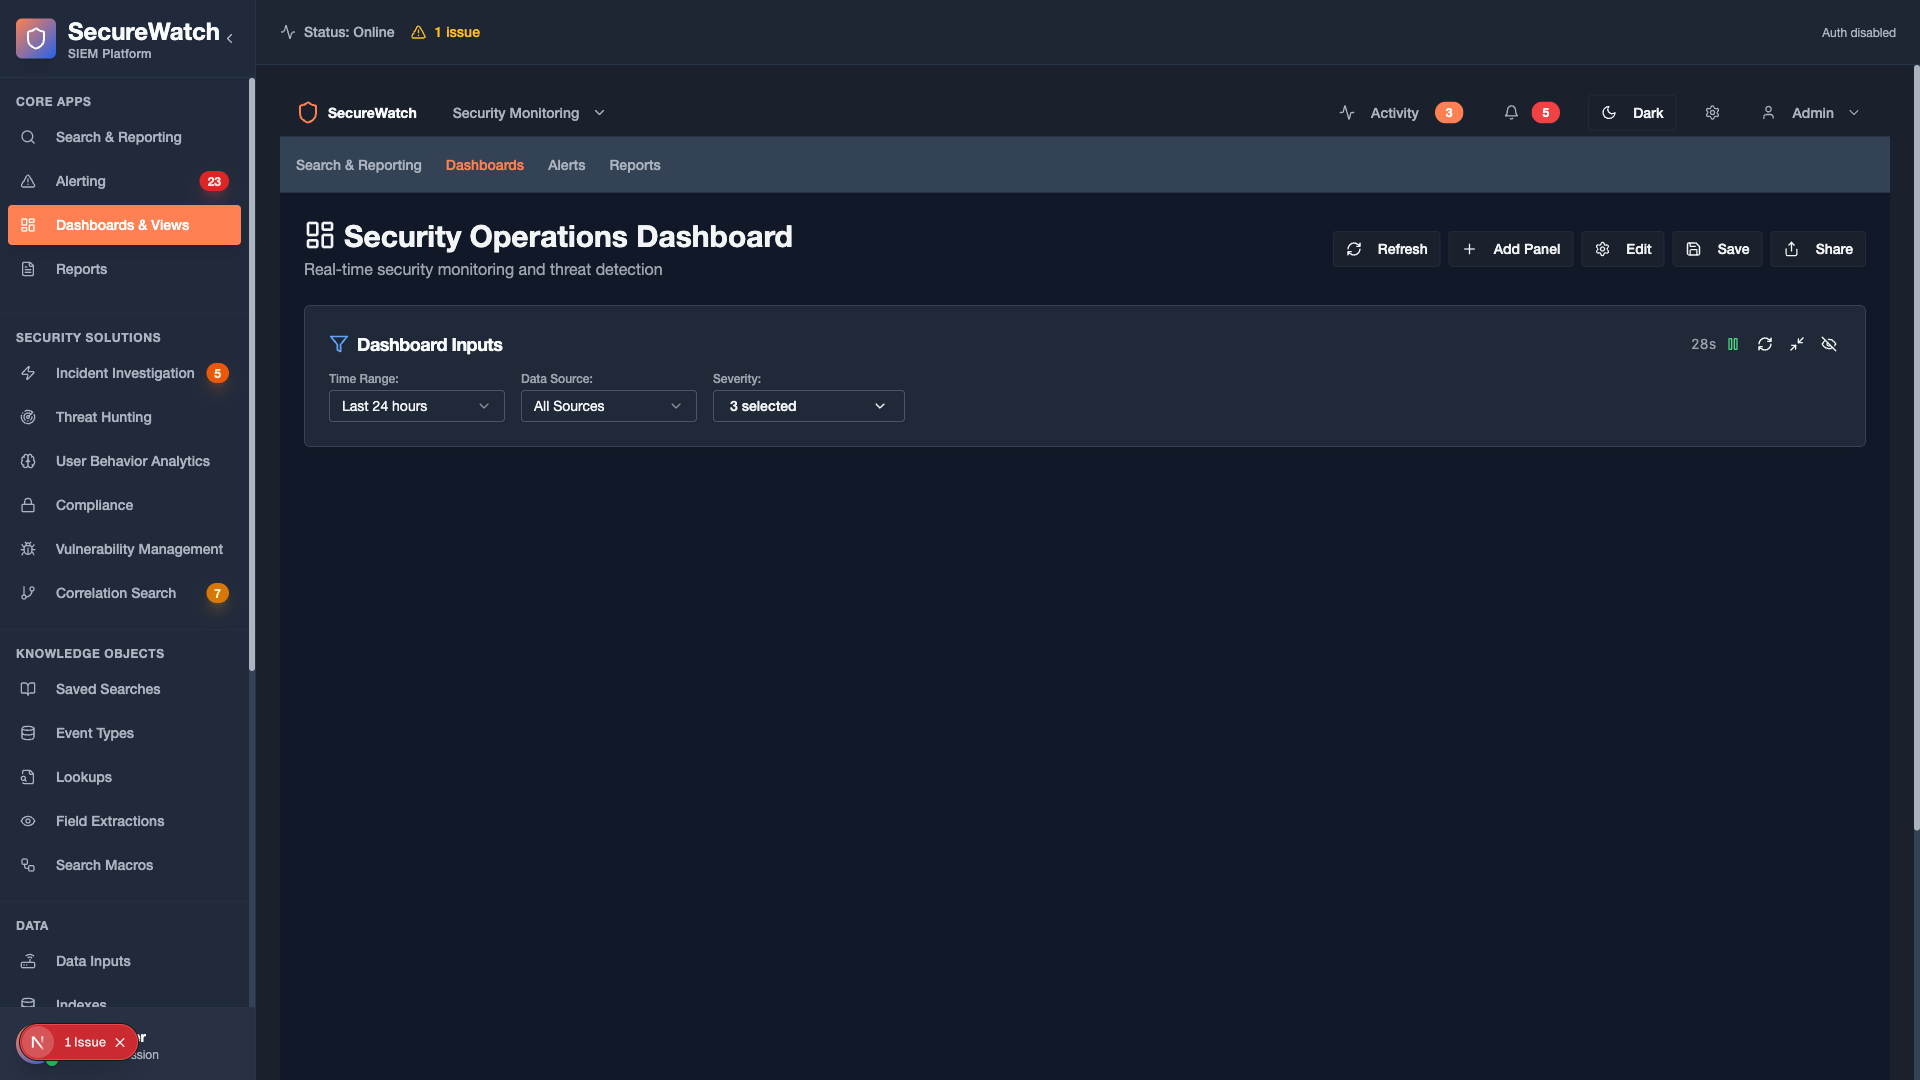 SecureWatch
SIEM Platform
CORE APPS
Search & Reporting
Alerting 23
Dashboards & Views
Reports
SECURITY SOLUTIONS
Incident Investigation 5
Threat Hunting
User Behavior Analytics
Compliance
Vulnerability Management
Correlation Search 7
KNOWLEDGE OBJECTS
Saved Searches
Event Types
Lookups
Field Extractions
Search Macros
DATA
Data Inputs
Indexes
N 1 Issue
Status: Online 1 issue
Auth disabled
SecureWatch Security Monitoring
Activity 3 5 Dark Admin
Search & Reporting Dashboards Alerts Reports
Security Operations Dashboard
Real-time security monitoring and threat detection
Refresh Add Panel Edit Save Share
Dashboard Inputs
28s
Time Range: Data Source: Severity:
Last 24 hours All Sources 3 selected